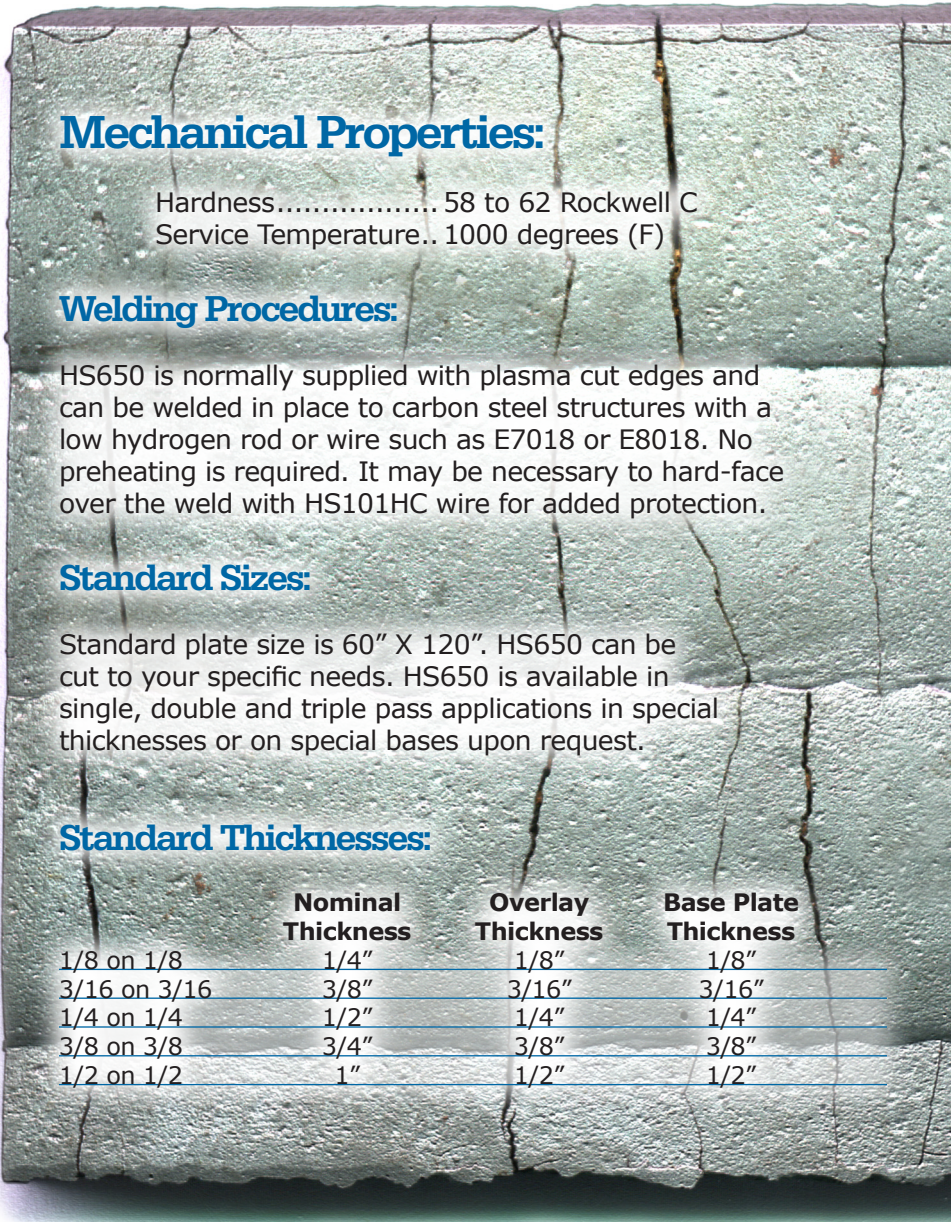 Mechanical Properties:
Hardness.................. 58 to 62 Rockwell C
Service Temperature.. 1000 degrees (F)
Welding Procedures:
HS650 is normally supplied with plasma cut edges and
can be welded in place to carbon steel structures with a
low hydrogen rod or wire such as E7018 or E8018. No
preheating is required. It may be necessary to hard-face
over the weld with HS101HC wire for added protection.
Standard Sizes:
Standard plate size is 60” X 120”. HS650 can be
cut to your specific needs. HS650 is available in
single, double and triple pass applications in special
thicknesses or on special bases upon request.
Standard Thicknesses:
Nominal Overlay Base Plate
Thickness Thickness Thickness
1/8 on 1/8 1/4” 1/8” 1/8”
3/16 on 3/16 3/8” 3/16” 3/16”
1/4 on 1/4 1/2” 1/4” 1/4”
3/8 on 3/8 3/4” 3/8” 3/8”
1/2 on 1/2 1” 1/2” 1/2”